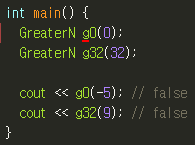 int main() {
GreaterN g0(0);
GreaterN g32(32);
cout << g0(-5); // false
cout << g32(9); // false
}